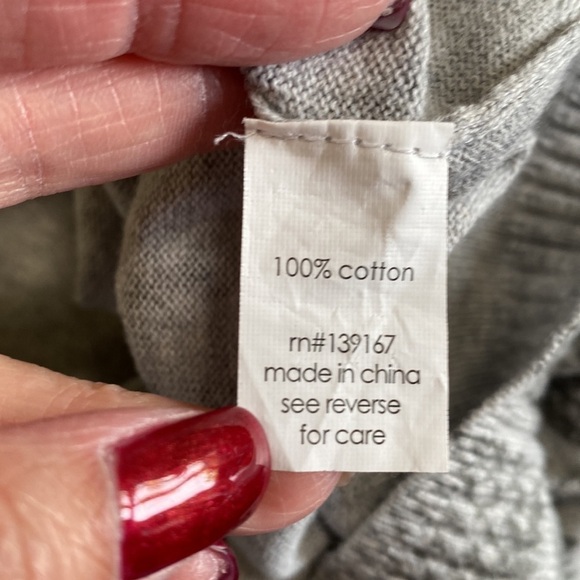 100% cotton
rn#139167
made in china
see reverse
for care